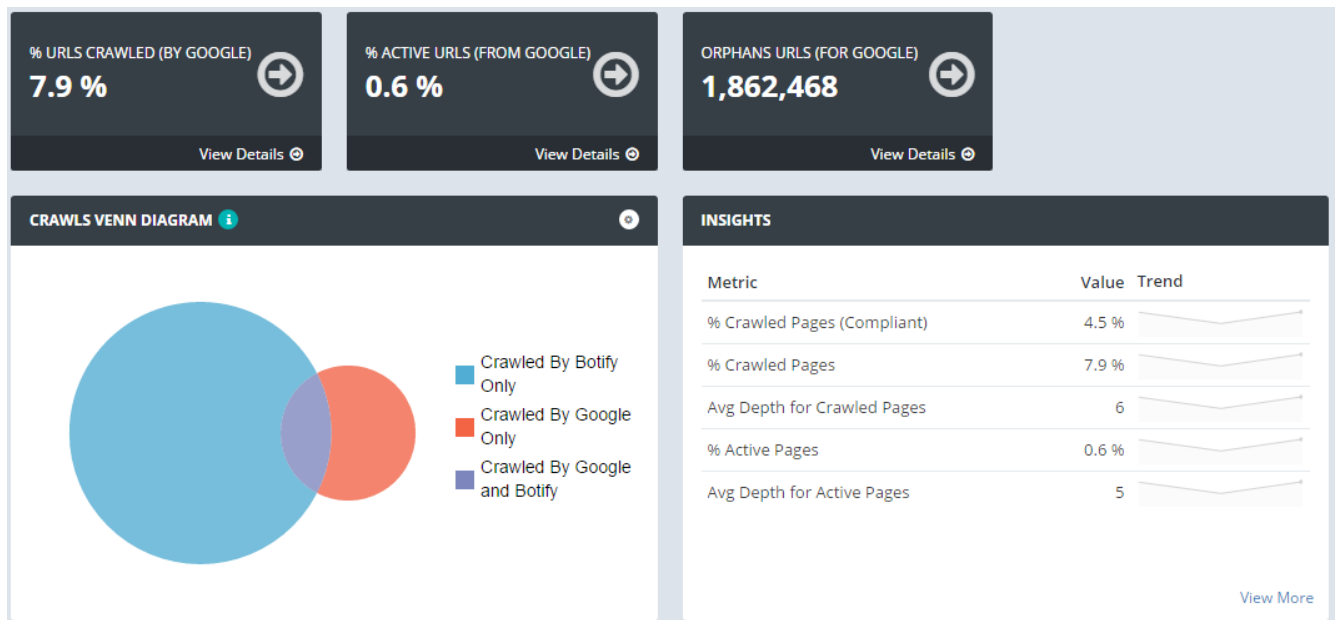 % URLS CRAWLED (BY GOOGLE)
7.9 %
View Details
% ACTIVE URLS (FROM GOOGLE)
0.6 %
View Details
ORPHANS URLS (FOR GOOGLE)
1,862,468
View Details
CRAWLS VENN DIAGRAM i
Crawled By Botify
Only
Crawled By Google
Only
Crawled By Google
and Botify
INSIGHTS
Metric Value Trend
% Crawled Pages (Compliant) 4.5 %
% Crawled Pages 7.9 %
Avg Depth for Crawled Pages 6
% Active Pages 0.6 %
Avg Depth for Active Pages 5
View More